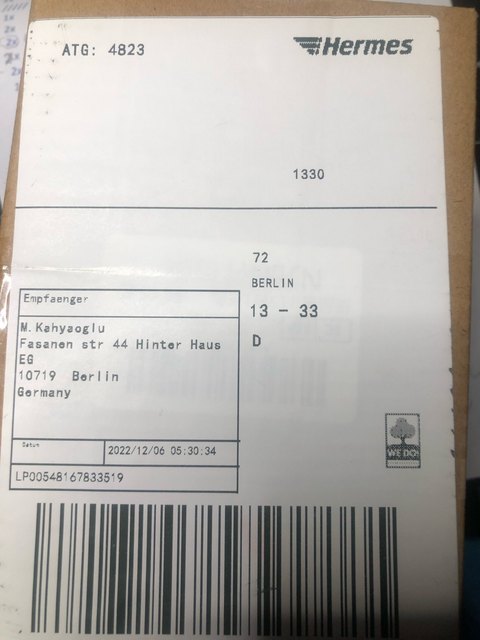 ATG: 4823
Hermes
1330
72
BERLIN
13 - 33
D
Empfaenger
M.Kahyaoglu
Fasanen str 44 Hinter Haus
EG
10719 Berlin
Germany
WE DO!
Datum
2022/12/06 05:30:34
LP00548167833519